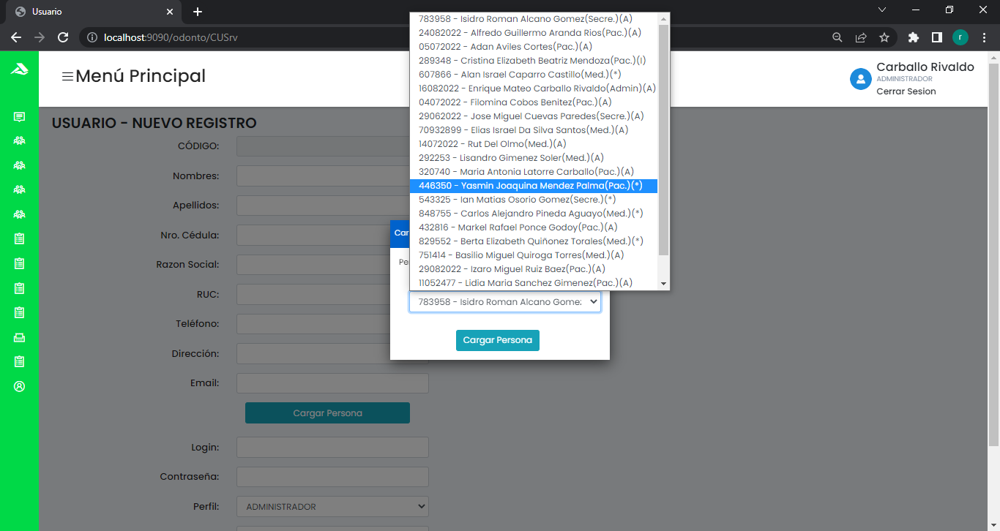 Usuario
localhost:9090/odonto/CUSrv
r
Menú Principal
Carballo Rivaldo
ADMINISTRADOR
Cerrar Sesion
USUARIO - NUEVO REGISTRO
CÓDIGO:
Nombres:
Apellidos:
Nro. Cédula:
Razon Social:
RUC:
Teléfono:
Dirección:
Email:
Cargar Persona
Login:
Contraseña:
Perfil:
ADMINISTRADOR
Car
Pe
783958 - Isidro Roman Alcano Gomez(Secre.)(A)
24082022 - Alfredo Guillermo Aranda Rios(Pac.)(A)
05072022 - Adan Aviles Cortes(Pac.)(A)
289348 - Cristina Elizabeth Beatriz Mendoza(Pac.)(I)
607866 - Alan Israel Caparro Castillo(Med.)(*)
16082022 - Enrique Mateo Carballo Rivaldo(Admin)(A)
04072022 - Filomina Cobos Benitez(Pac.)(A)
29062022 - Jose Miguel Cuevas Paredes(Secre.)(A)
70932899 - Elias Israel Da Silva Santos(Med.)(A)
14072022 - Rut Del Olmo(Med.)(A)
292253 - Lisandro Gimenez Soler(Med.)(A)
320740 - Maria Antonia Latorre Carballo(Pac.)(A)
446350 - Yasmin Joaquina Mendez Palma(Pac.)(*)
543325 - Ian Matias Osorio Gomez(Secre.)(*)
848755 - Carlos Alejandro Pineda Aguayo(Med.)(*)
432816 - Markel Rafael Ponce Godoy(Pac.)(A)
829552 - Berta Elizabeth Quiñonez Torales(Med.)(*)
751414 - Basilio Miguel Quiroga Torres(Med.)(A)
29082022 - Izaro Miguel Ruiz Baez(Pac.)(A)
11052477 - Lidia Maria Sanchez Gimenez(Pac.)(A)
783958 - Isidro Roman Alcano Gome:
Cargar Persona